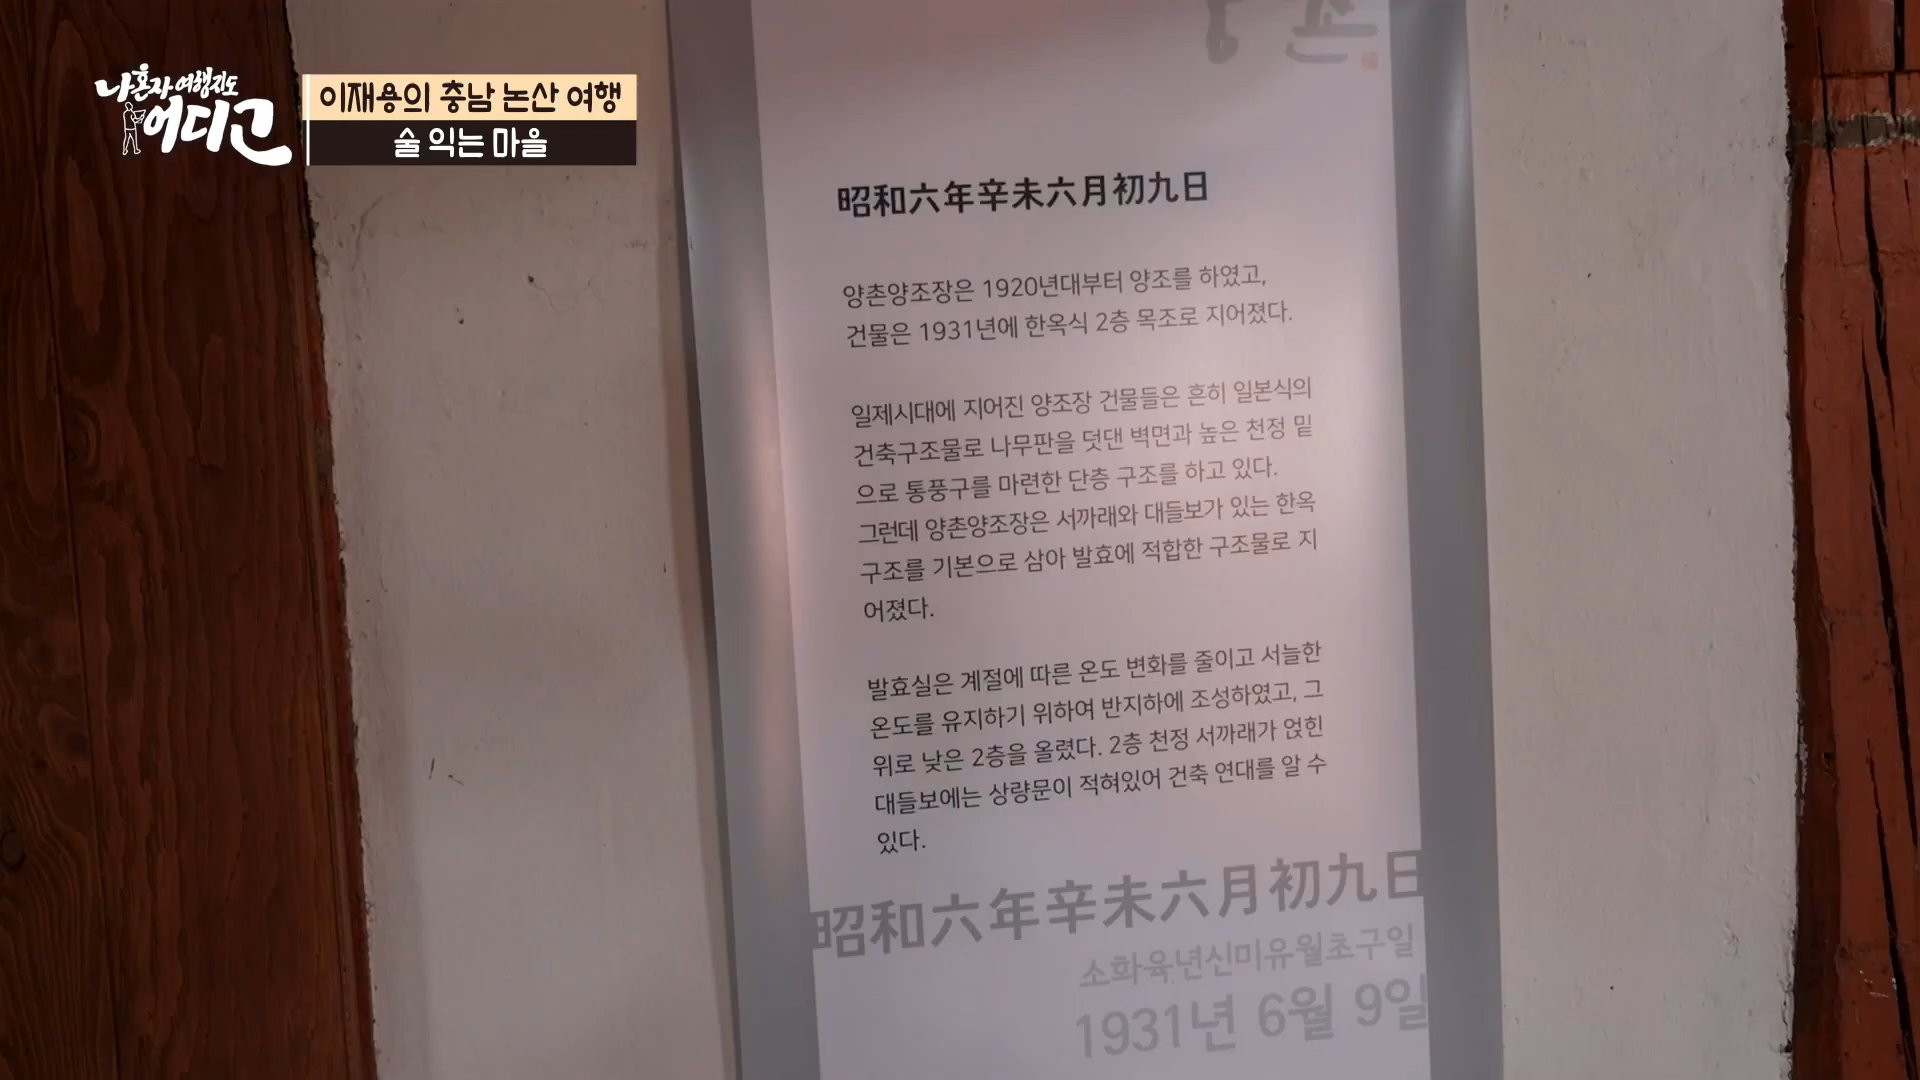 나혼자 여행지도
어디고
이재용의 충남 논산 여행
술 익는 마을
촌
昭和六年辛未六月初九日
양촌양조장은 1920년대부터 양조를 하였고,
건물은 1931년에 한옥식 2층 목조로 지어졌다.
일제시대에 지어진 양조장 건물들은 흔히 일본식의
건축구조물로 나무판을 덧댄 벽면과 높은 천정 밑
으로 통풍구를 마련한 단층 구조를 하고 있다.
그런데 양촌양조장은 서까래와 대들보가 있는 한옥
구조를 기본으로 삼아 발효에 적합한 구조물로 지
어졌다.
발효실은 계절에 따른 온도 변화를 줄이고 서늘한
온도를 유지하기 위하여 반지하에 조성하였고, 그
위로 낮은 2층을 올렸다. 2층 천정 서까래가 얹힌
대들보에는 상량문이 적혀있어 건축 연대를 알 수
있다.
昭和六年辛未六月初九日
소화육년신미유월초구일
1931년 6월 9일